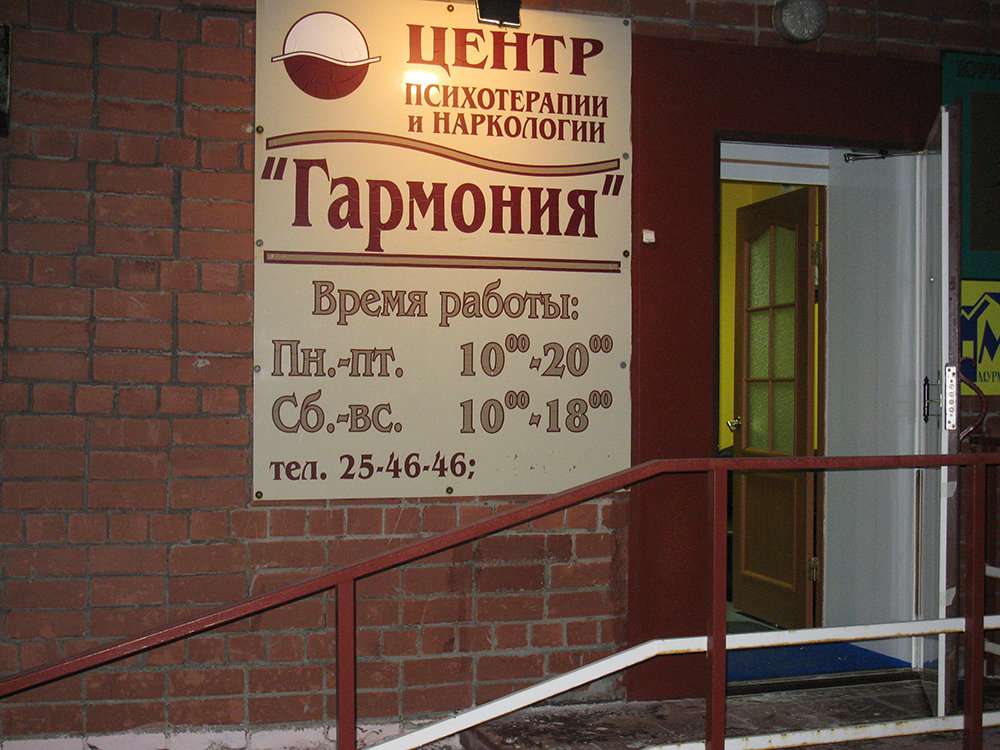 ЦЕНТР
ПСИХОТЕРАПИИ
и НАРКОЛОГИИ
"Гармония"
Время работы:
Пн.-пт. 10⁰⁰-20⁰⁰
Сб.-вс. 10⁰⁰-18⁰⁰
тел. 25-46-46;